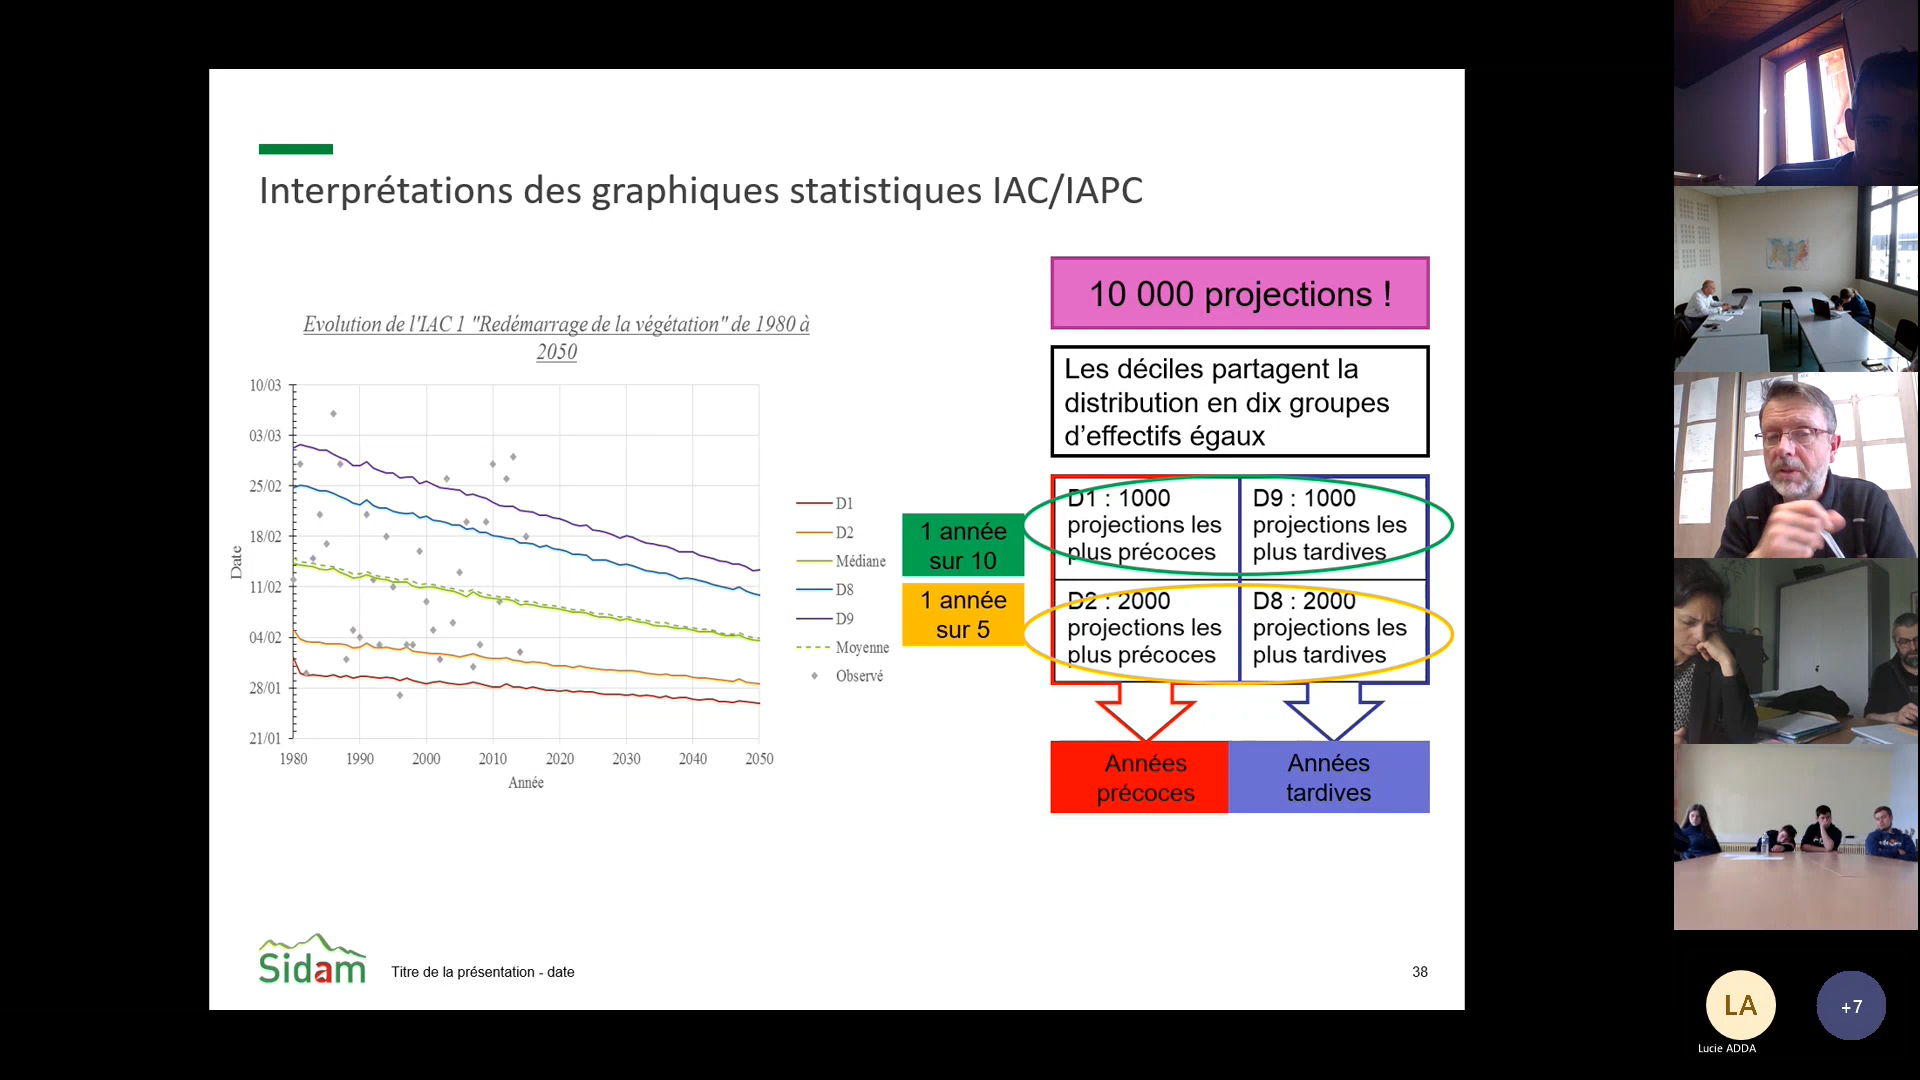 Interprétations des graphiques statistiques IAC/IAPC
Evolution de l'IAC 1 "Redémarrage de la végétation" de 1980 à
2050
10/03
03/03
25/02
18/02
11/02
04/02
28/01
21/01
Date
1980
1990
2000
2010
2020
2030
2040
2050
Année
D1
D2
Médiane
D8
D9
Moyenne
Observé
10 000 projections !
Les déciles partagent la
distribution en dix groupes
d'effectifs égaux
1 année
sur 10
D1 : 1000
projections les
plus précoces
D9 : 1000
projections les
plus tardives
1 année
sur 5
D2 : 2000
projections les
plus précoces
D8 : 2000
projections les
plus tardives
Années
précoces
Années
tardives
Sidam
Titre de la présentation - date
38
LA
Lucie ADDA
+7